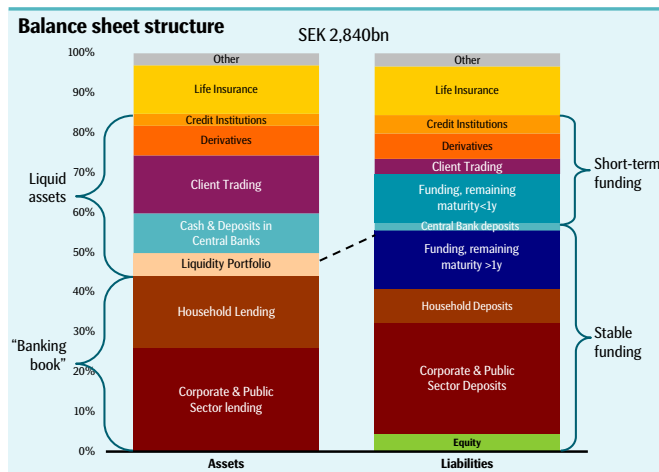 Balance sheet structure
SEK 2,840bn
100%
90%
80%
70%
60%
50%
40%
30%
20%
10%
0%
Liquid
assets
"Banking
book"
Other
Life Insurance
Credit Institutions
Derivatives
Client Trading
Cash & Deposits in
Central Banks
Liquidity Portfolio
Household Lending
Corporate & Public
Sector lending
Assets
Other
Life Insurance
Credit Institutions
Derivatives
Client Trading
Funding, remaining
maturity<1y
Central Bank deposits
Funding, remaining
maturity >1y
Household Deposits
Corporate & Public
Sector Deposits
Equity
Liabilities
Short-term
funding
Stable
funding